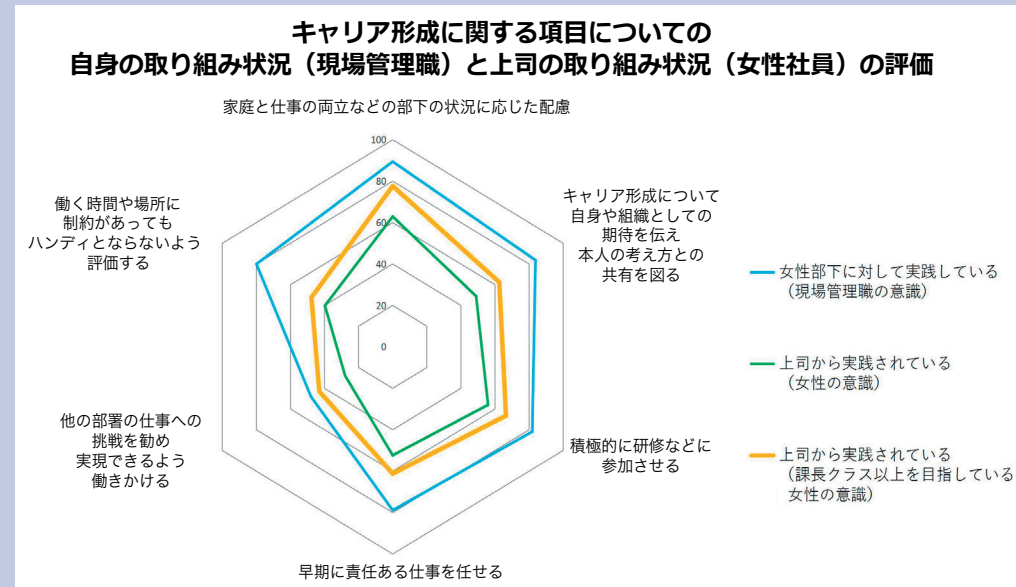 キャリア形成に関する項目についての
自身の取り組み状況（現場管理職）と上司の取り組み状況（女性社員）の評価
家庭と仕事の両立などの部下の状況に応じた配慮
キャリア形成について
自身や組織としての
期待を伝え
本人の考え方との
共有を図る
積極的に研修などに
参加させる
早期に責任ある仕事を任せる
他の部署の仕事への
挑戦を勧め
実現できるよう
働きかける
働く時間や場所に
制約があっても
ハンディとならないよう
評価する
100
80
60
40
20
0
女性部下に対して実践している
（現場管理職の意識）
上司から実践されている
（女性の意識）
上司から実践されている
（課長クラス以上を目指している
女性の意識）